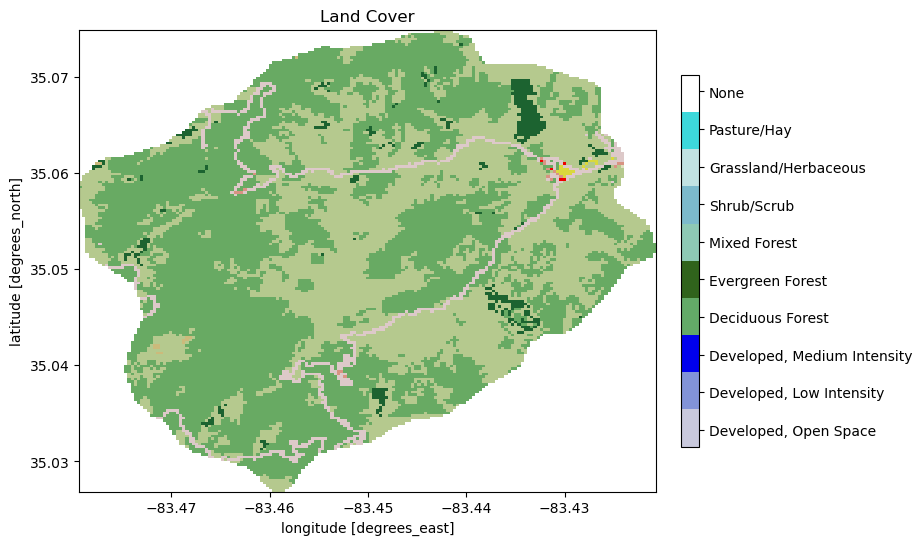 Land Cover
35.07
35.06
35.05
35.04
35.03
latitude [degrees_north]
−83.47
−83.46
−83.45
−83.44
−83.43
longitude [degrees_east]
None
Pasture/Hay
Grassland/Herbaceous
Shrub/Scrub
Mixed Forest
Evergreen Forest
Deciduous Forest
Developed, Medium Intensity
Developed, Low Intensity
Developed, Open Space